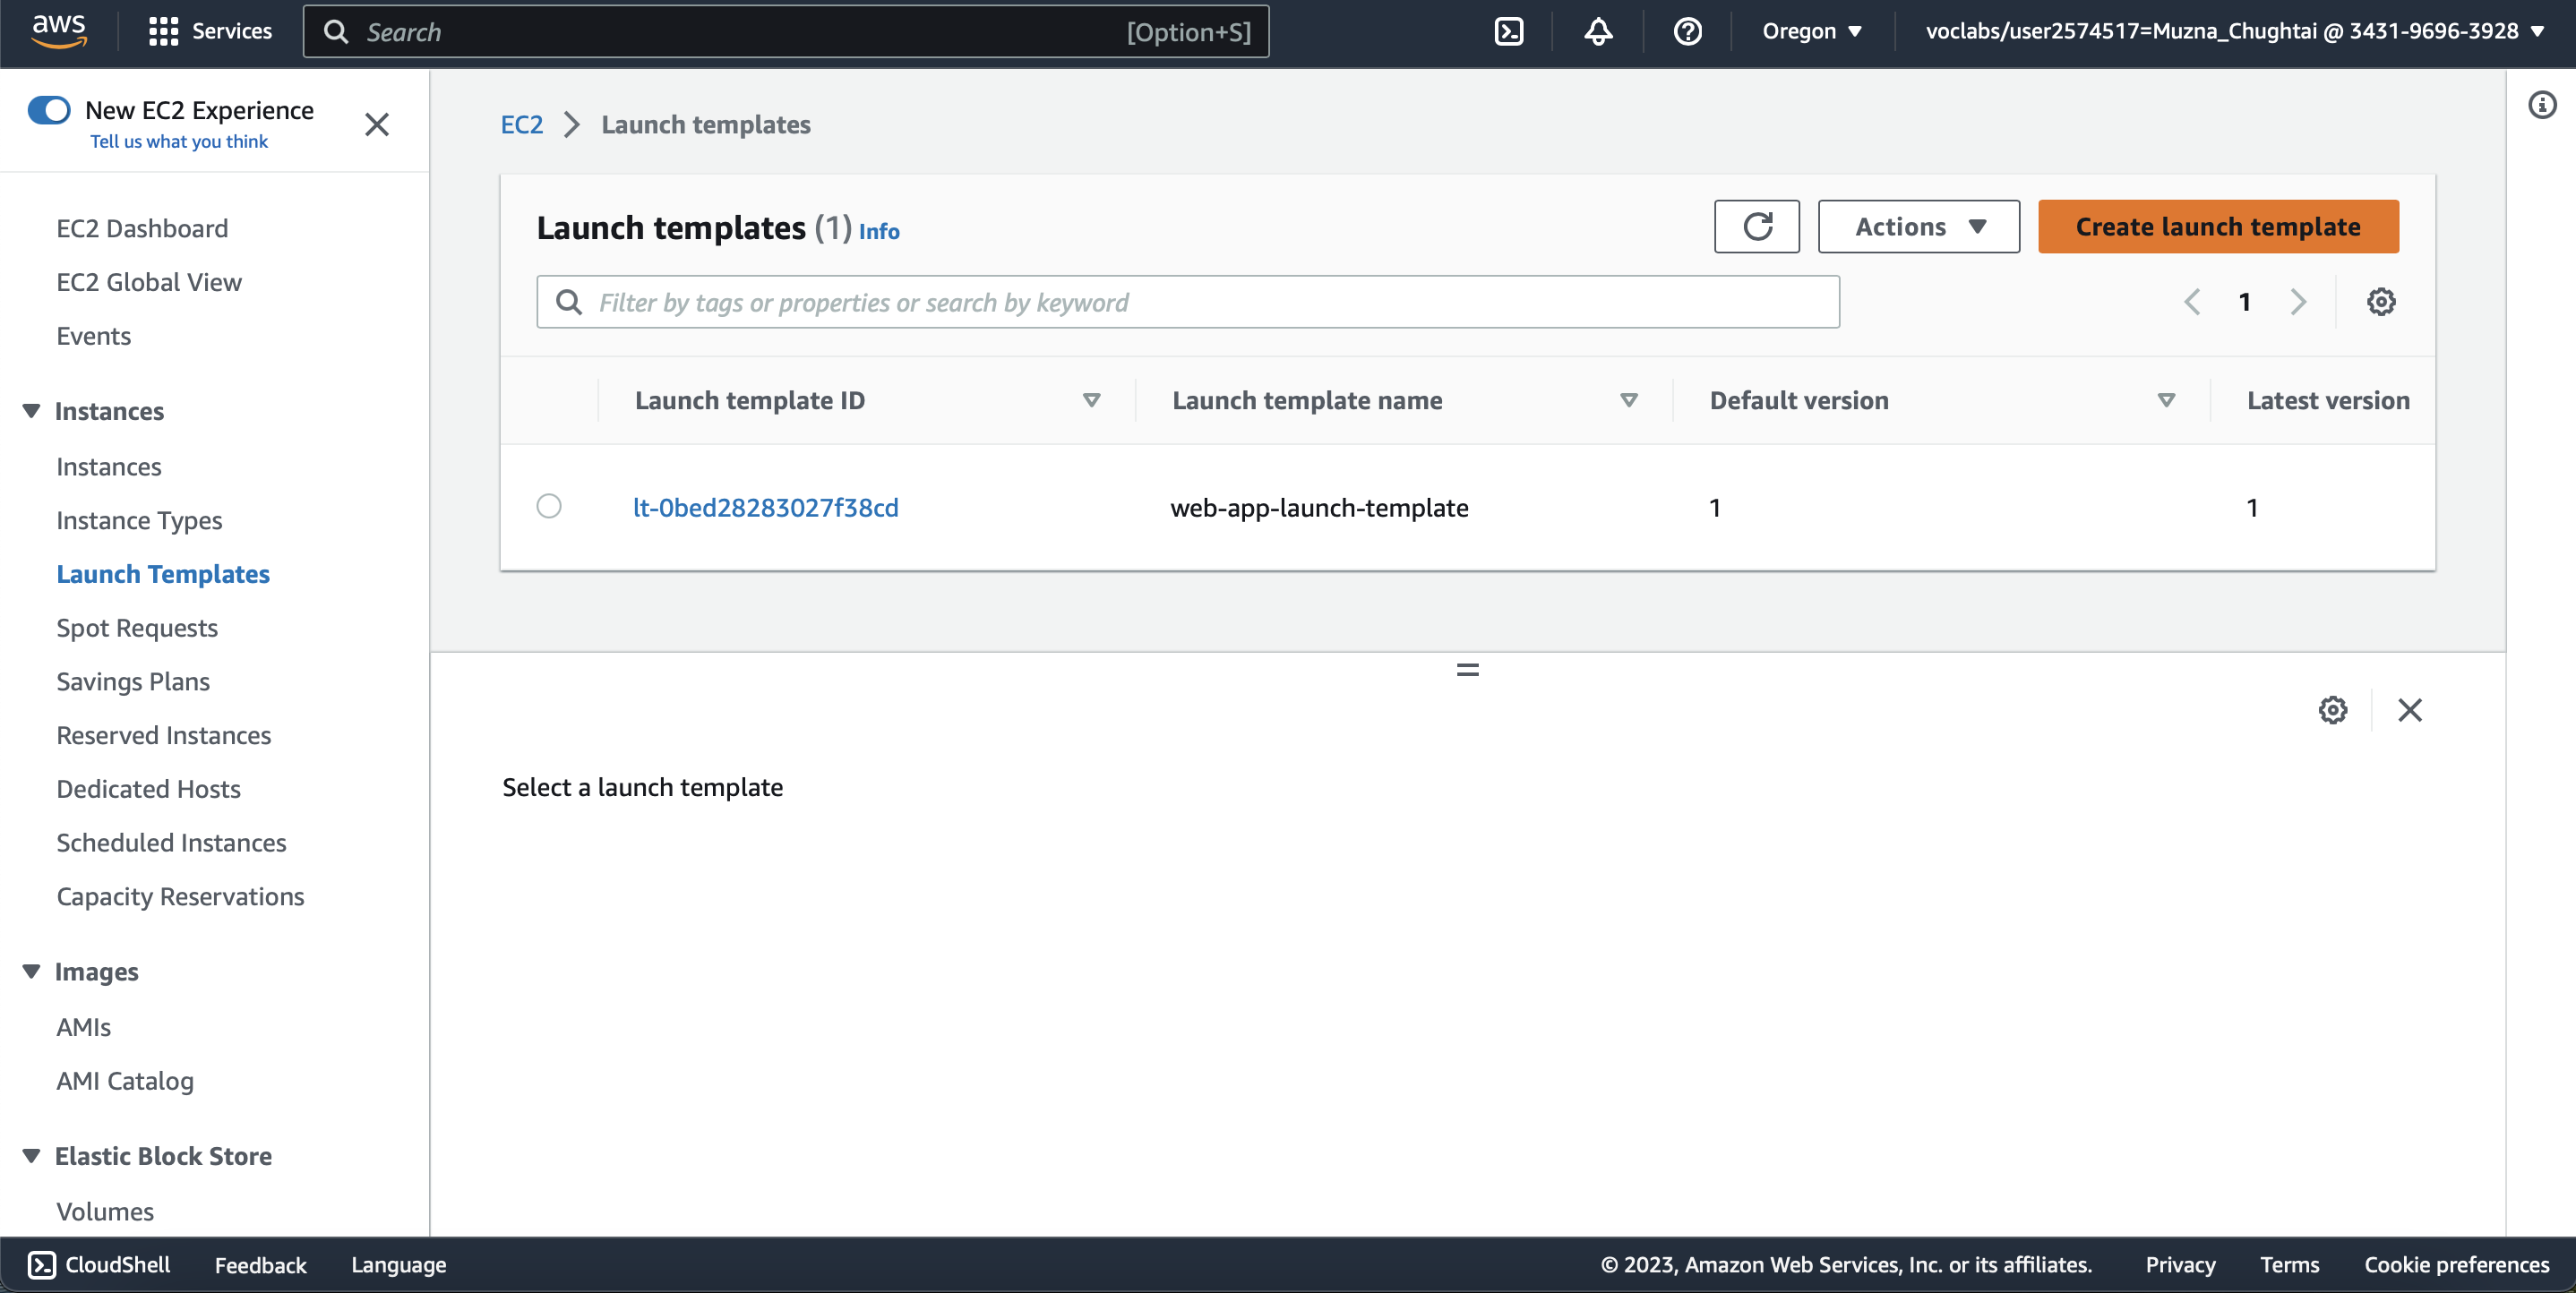 aws Services Search [Option+S] Oregon voclabs/user2574517=Muzna_Chughtai @ 3431-9696-3928
New EC2 Experience
Tell us what you think
EC2 Dashboard
EC2 Global View
Events
Instances
Instances
Instance Types
Launch Templates
Spot Requests
Savings Plans
Reserved Instances
Dedicated Hosts
Scheduled Instances
Capacity Reservations
Images
AMIs
AMI Catalog
Elastic Block Store
Volumes
EC2 Launch templates
Launch templates (1) Info
Actions Create launch template
Filter by tags or properties or search by keyword
1
Launch template ID Launch template name Default version Latest version
lt-0bed28283027f38cd web-app-launch-template 1 1
Select a launch template
CloudShell Feedback Language © 2023, Amazon Web Services, Inc. or its affiliates. Privacy Terms Cookie preferences